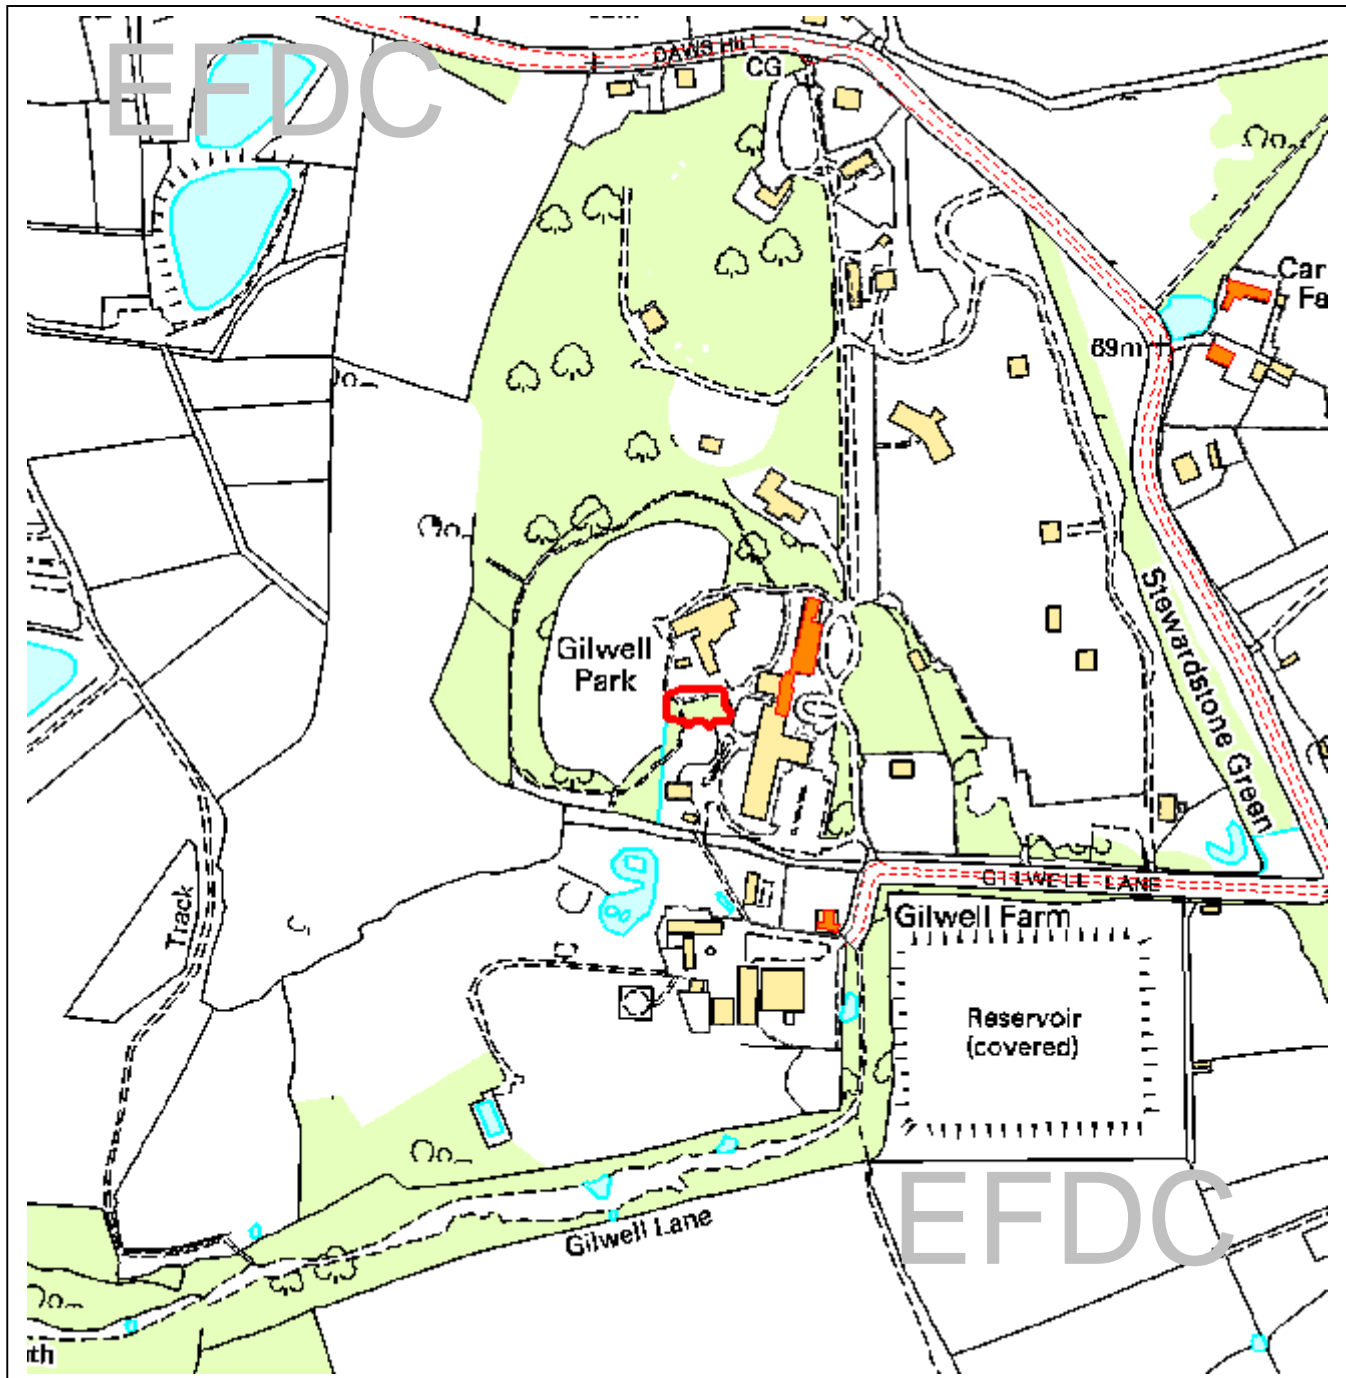 EFDC
DAWS HILL
CG
Car
Fa
69m
Stewardstone Green
Gilwell
Park
Track
GILWELL LANE
Gilwell Farm
Reservoir
(covered)
Gilwell Lane
EFDC
th